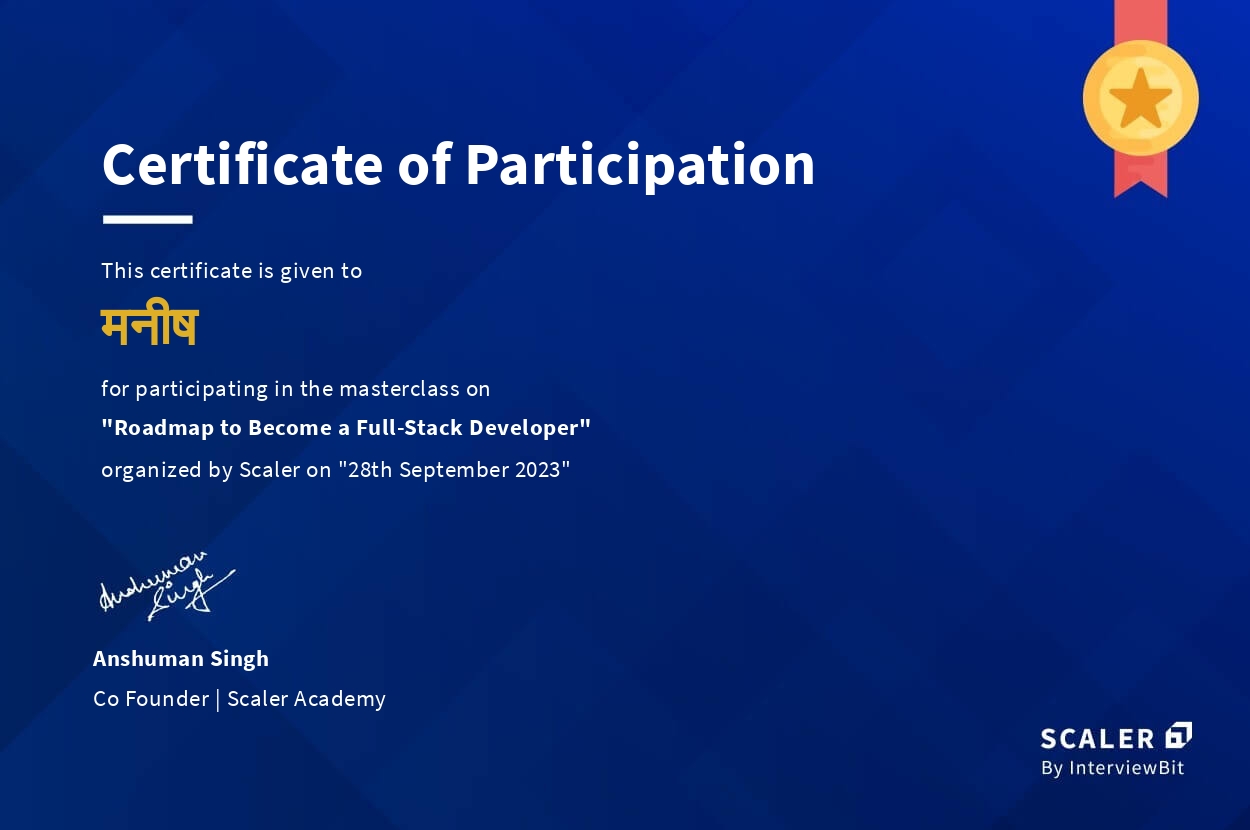 Certificate of Participation
This certificate is given to
मनीष
for participating in the masterclass on
"Roadmap to Become a Full-Stack Developer"
organized by Scaler on "28th September 2023"
Anshuman
Singh
Anshuman Singh
Co Founder | Scaler Academy
SCALER
By InterviewBit